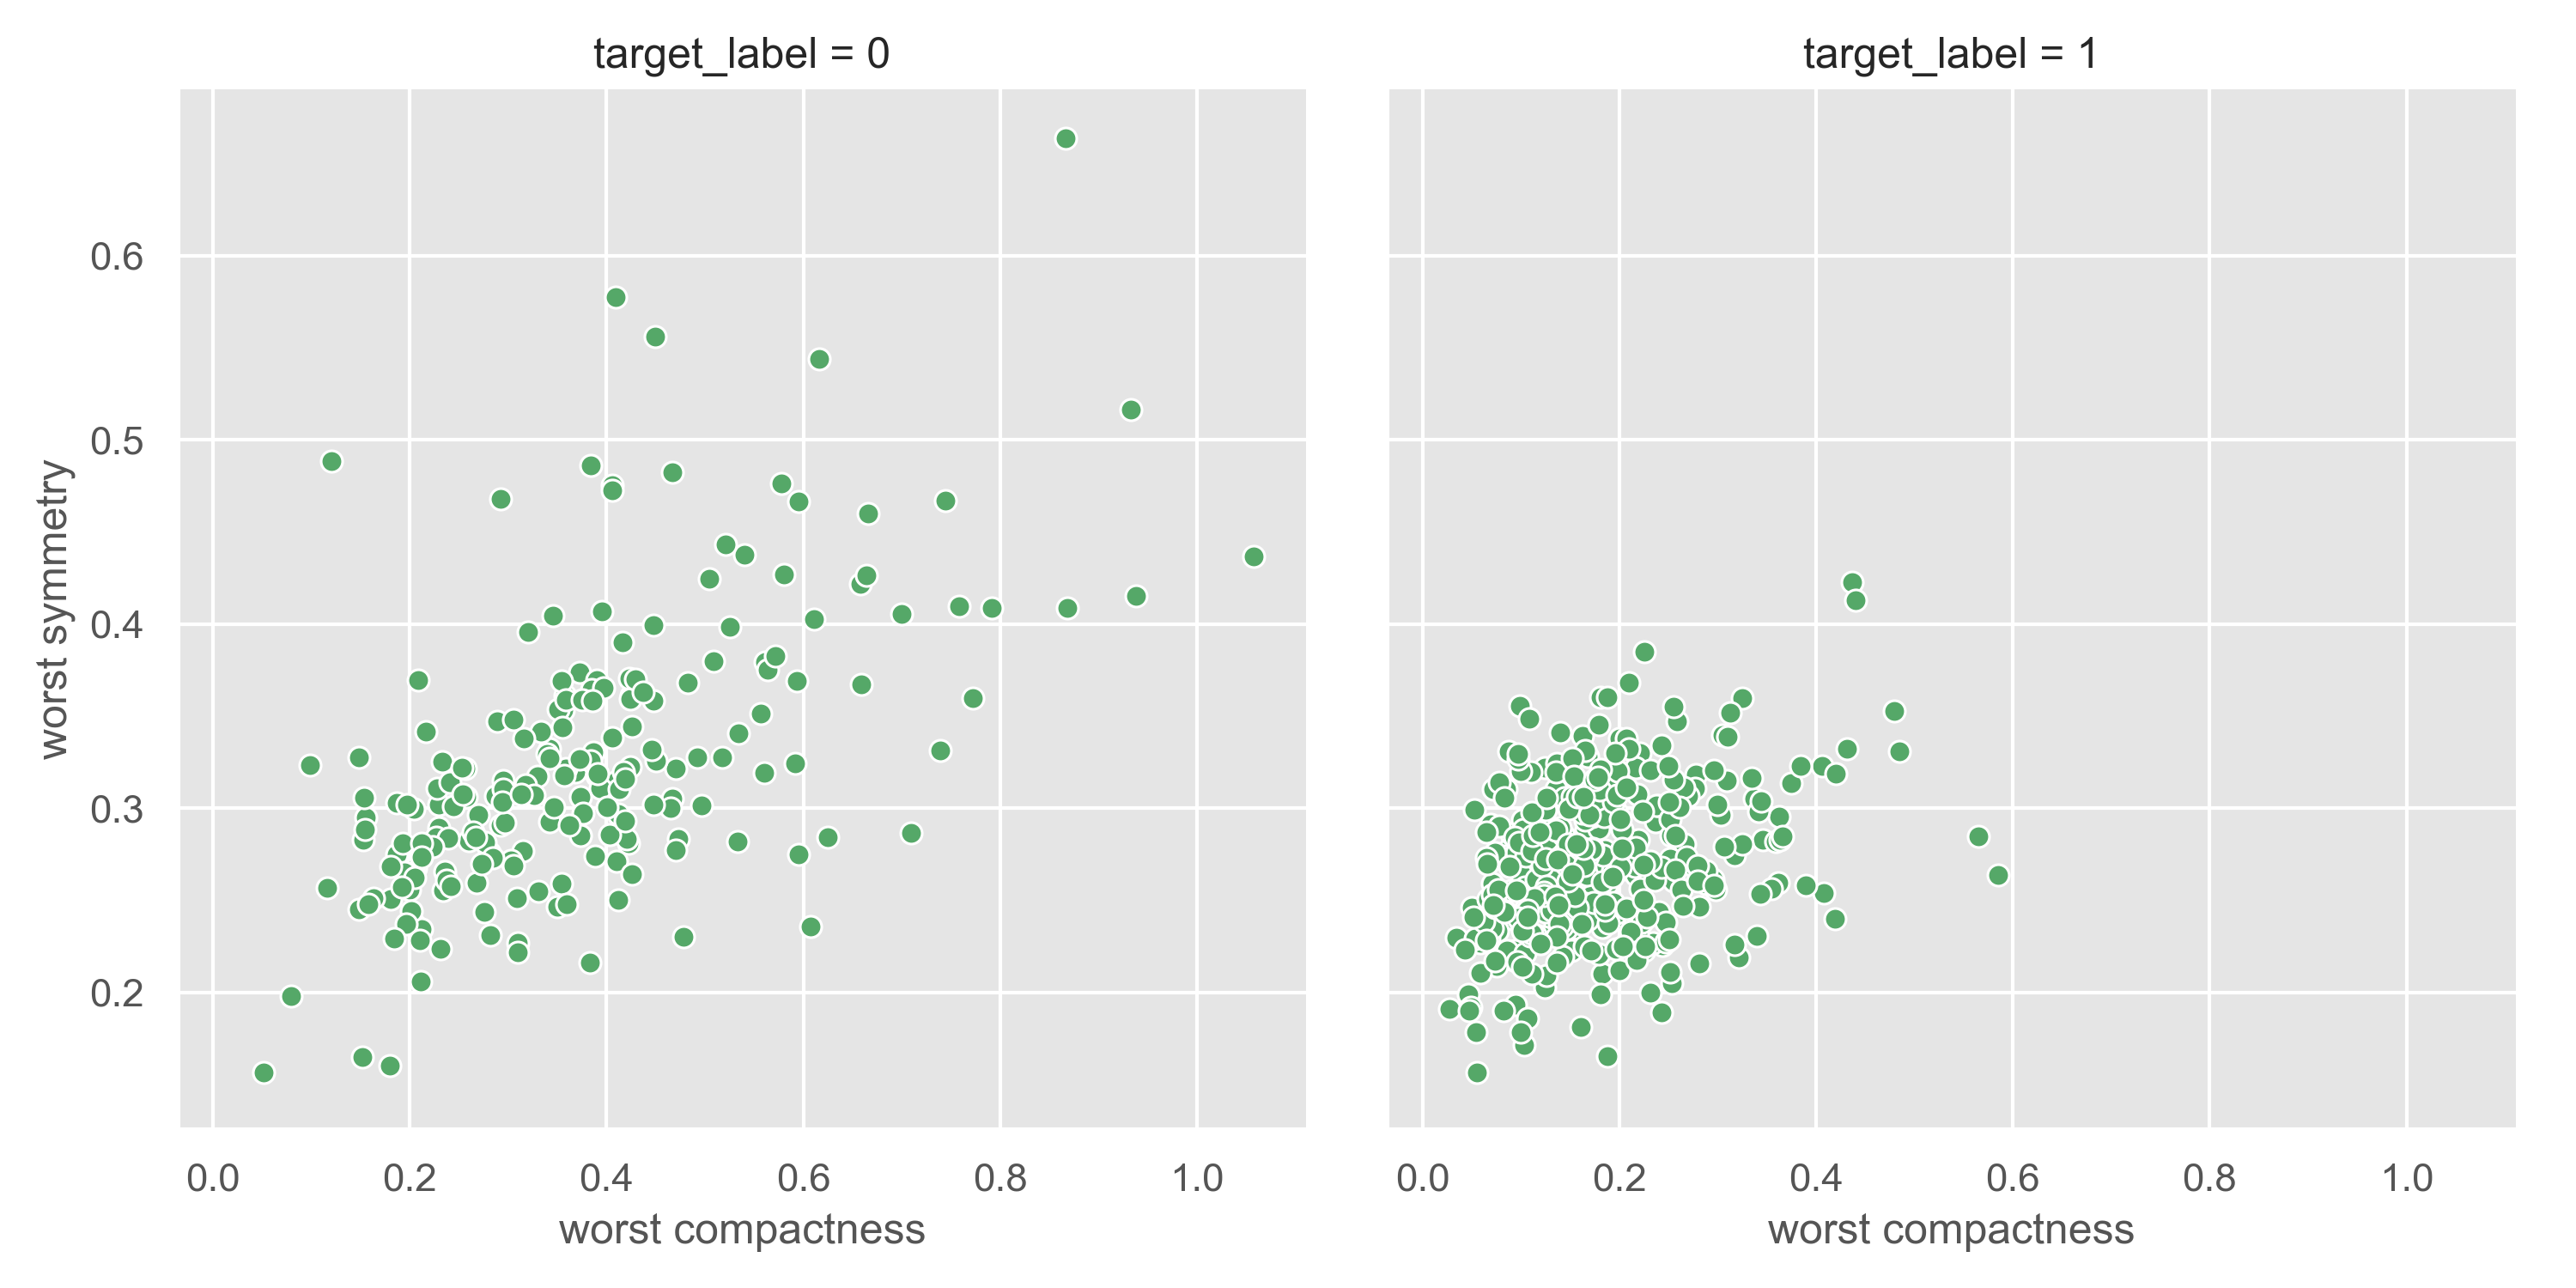 target_label = 0
target_label = 1
worst symmetry
0.6
0.5
0.4
0.3
0.2
0.0 0.2 0.4 0.6 0.8 1.0
0.0 0.2 0.4 0.6 0.8 1.0
worst compactness
worst compactness